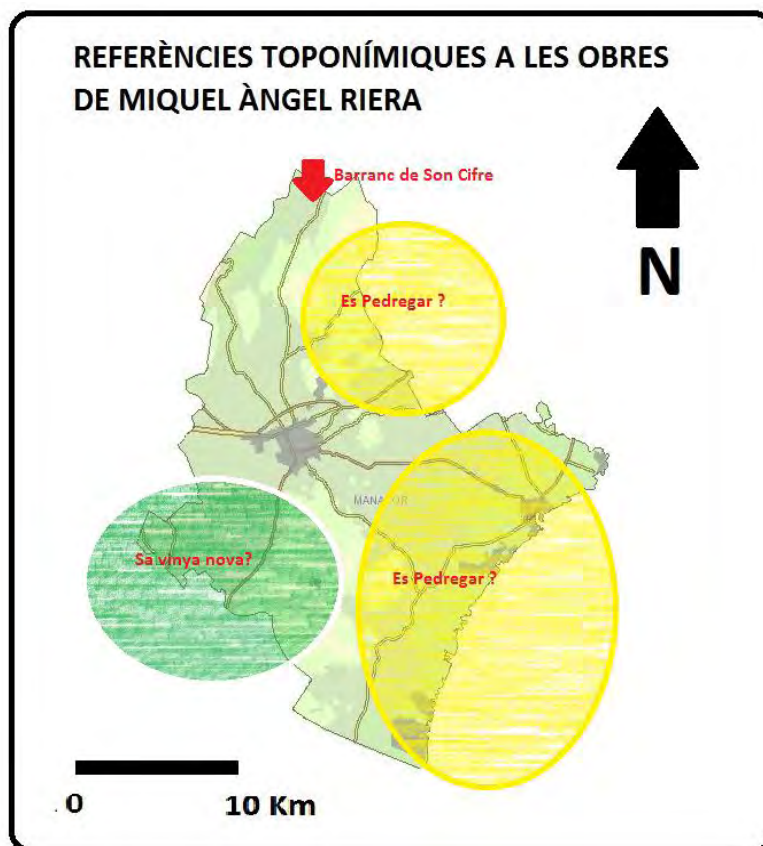 REFERÈNCIES TOPONÍMIQUES A LES OBRES
DE MIQUEL ÀNGEL RIERA
Barranc de Son Cifre
N
Es Pedregar ?
MANACOR
Sa vinya nova?
Es Pedregar ?
0 10 Km